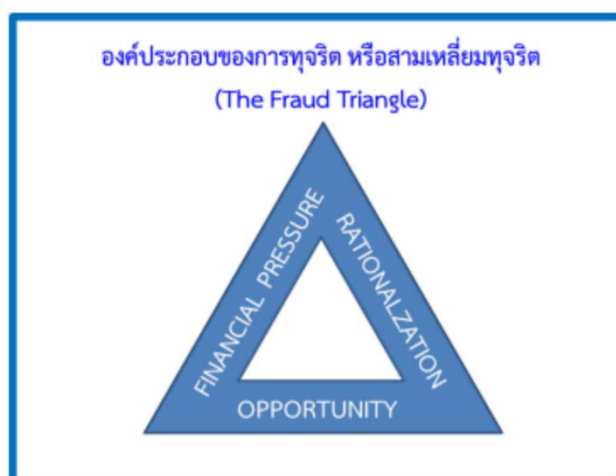 องค์ประกอบของการทุจริต หรือสามเหลี่ยมทุจริต
(The Fraud Triangle)
FINANCIAL PRESSURE
RATIONALZATION
OPPORTUNITY